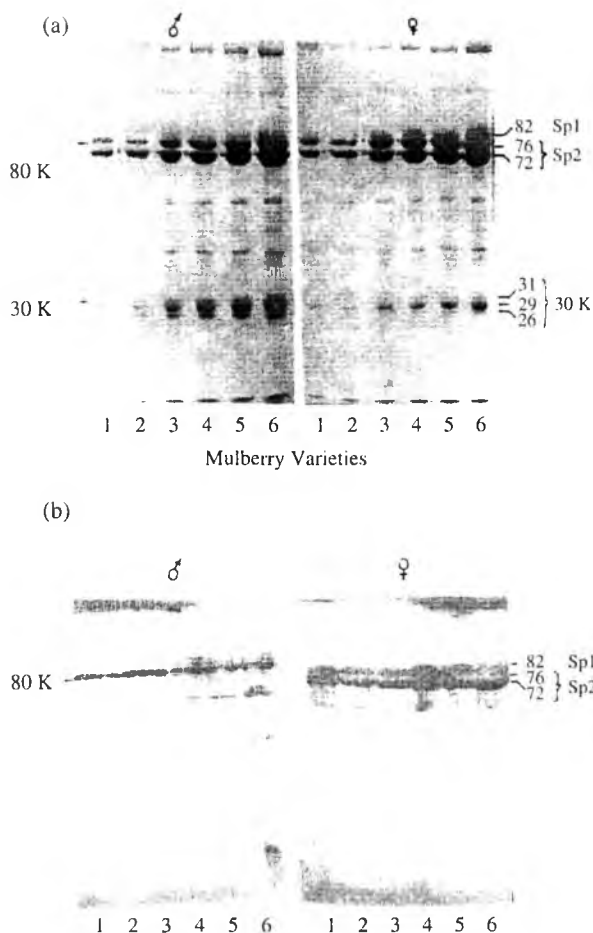 (a)
♂ ♀
82 Sp1
80 K 76 } Sp2
72
31
30 K 29 } 30 K
26
1 2 3 4 5 6 1 2 3 4 5 6
Mulberry Varieties
(b)
♂ ♀
82 Sp1
80 K 76 } Sp2
72
1 2 3 4 5 6 1 2 3 4 5 6